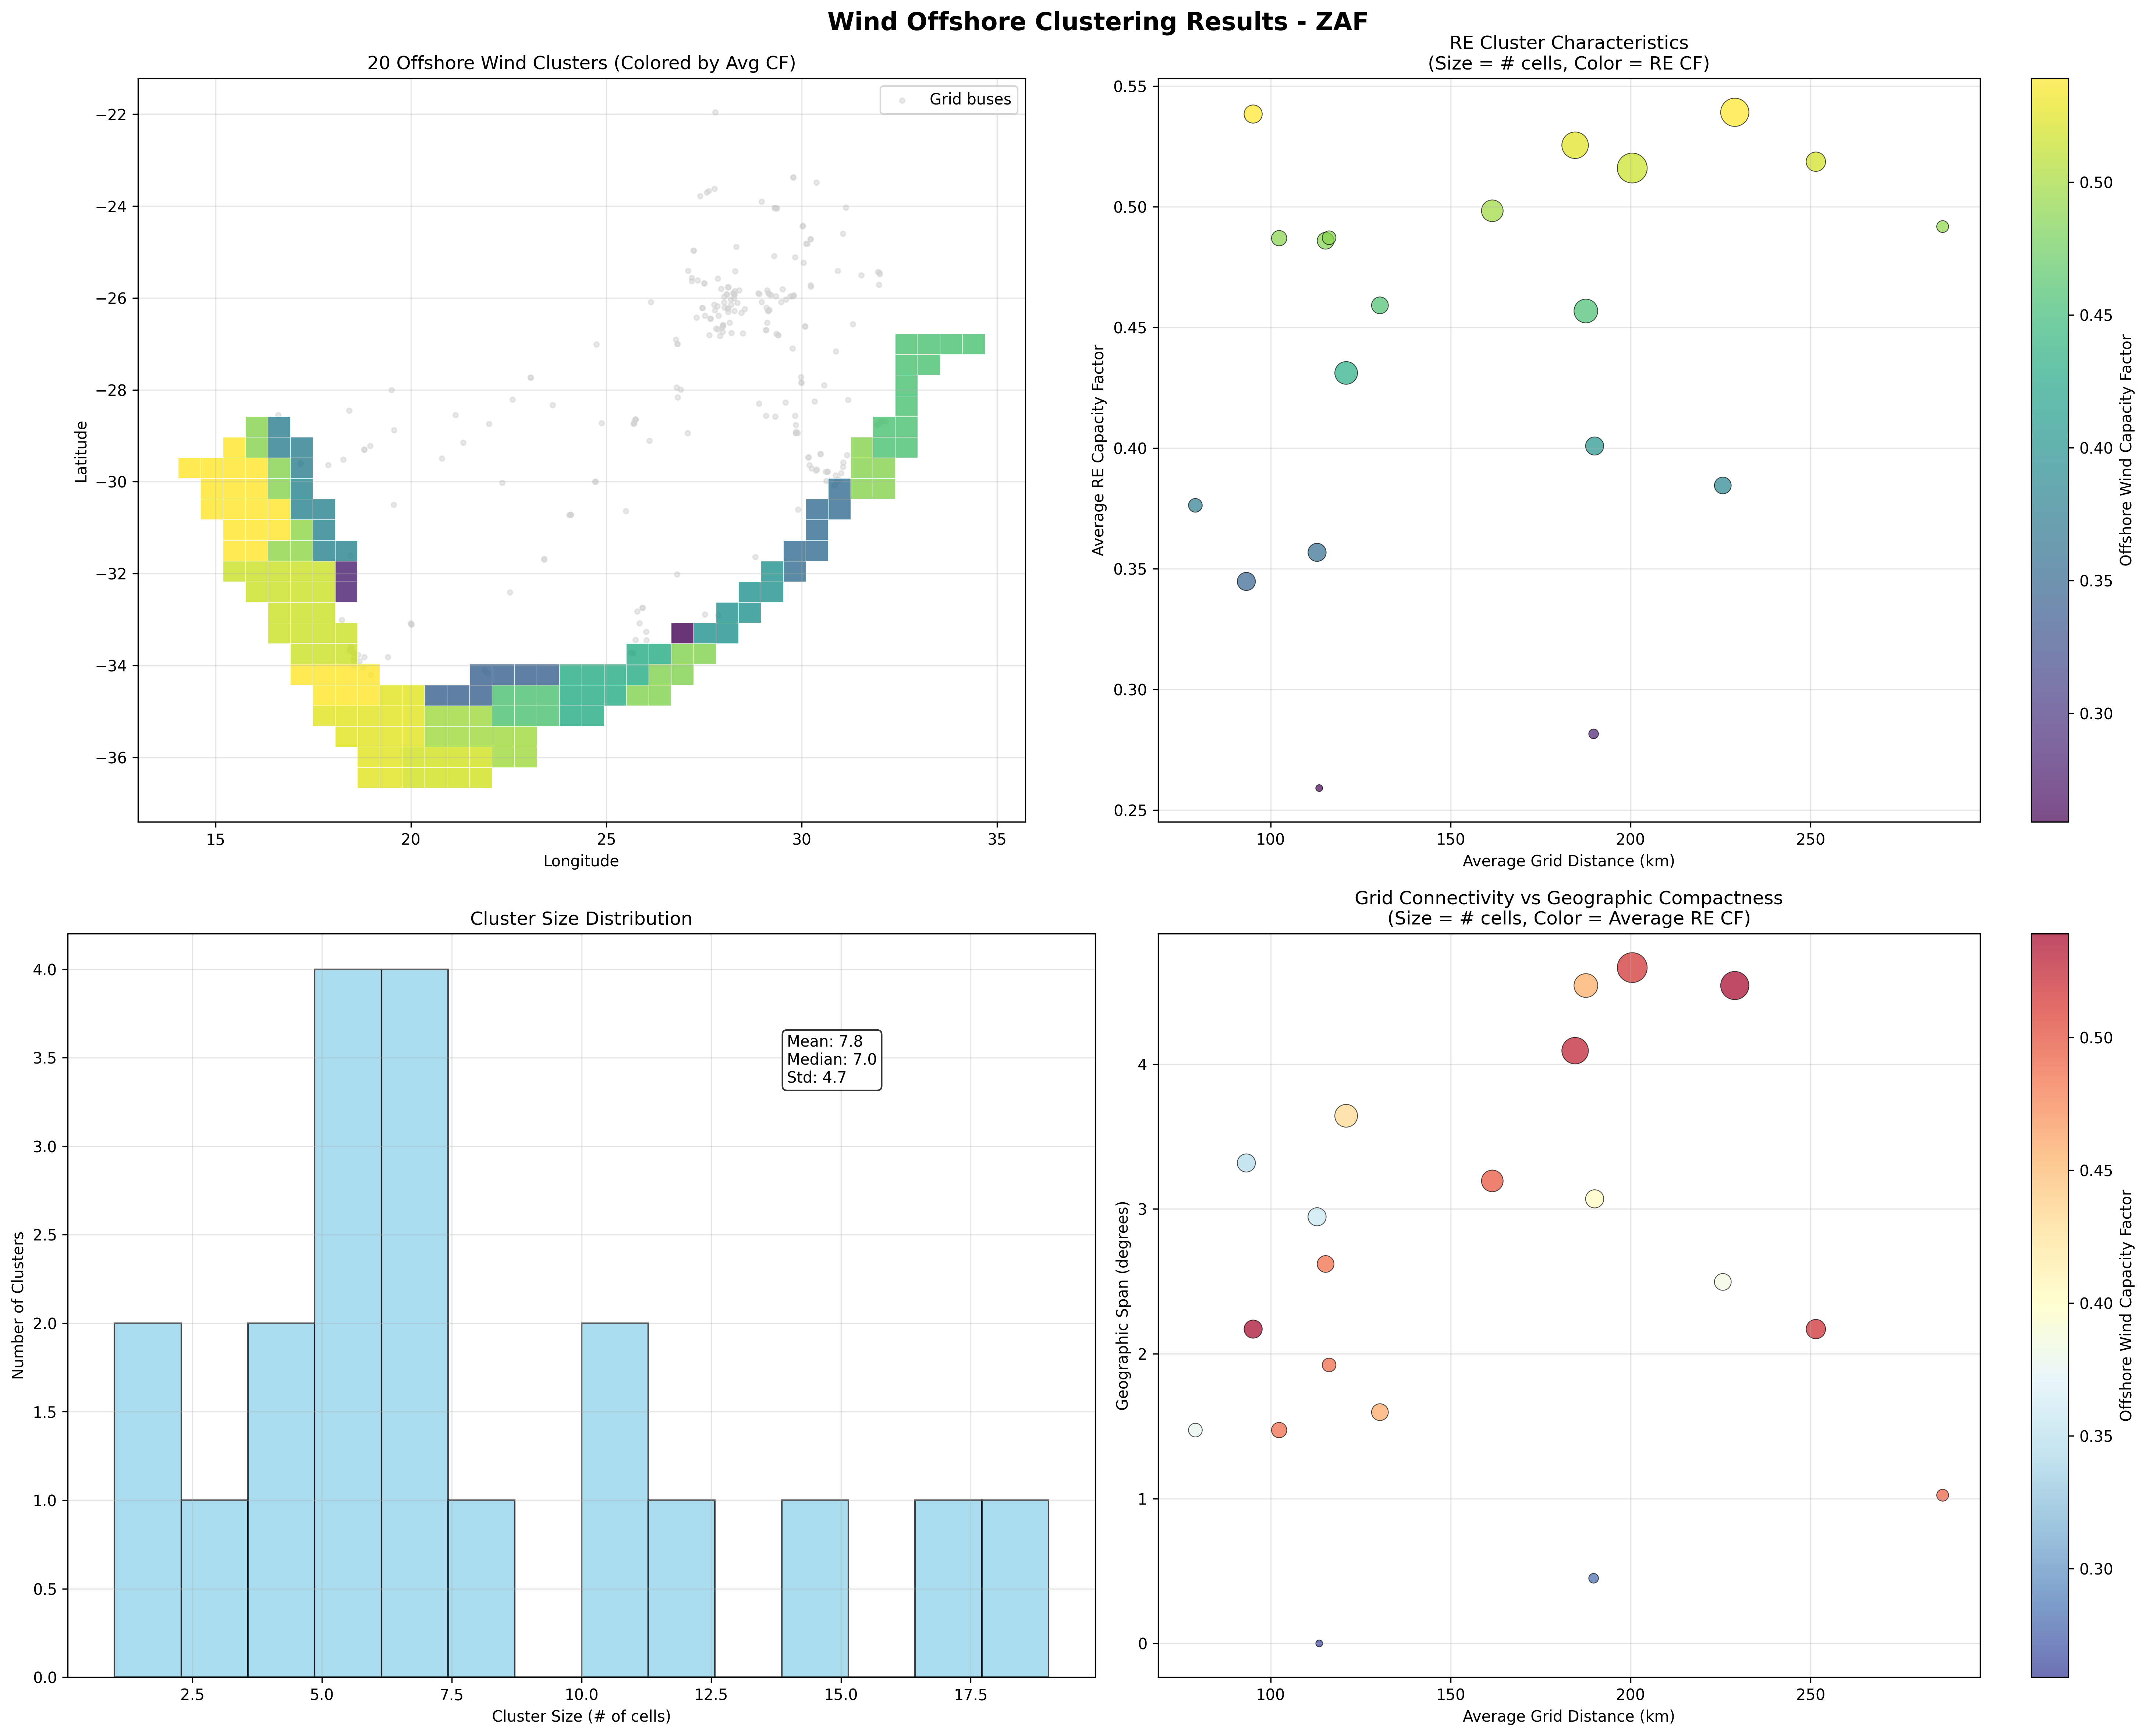 Wind Offshore Clustering Results - ZAF
20 Offshore Wind Clusters (Colored by Avg CF)
Grid buses
−22
−24
−26
−28
−30
−32
−34
−36
Latitude
15
20
25
30
35
Longitude
RE Cluster Characteristics
(Size = # cells, Color = RE CF)
0.55
0.50
0.45
0.40
0.35
0.30
0.25
Average RE Capacity Factor
100
150
200
250
Average Grid Distance (km)
0.50
0.45
0.40
0.35
0.30
Offshore Wind Capacity Factor
Cluster Size Distribution
4.0
3.5
3.0
2.5
2.0
1.5
1.0
0.5
0.0
Number of Clusters
Mean: 7.8
Median: 7.0
Std: 4.7
2.5
5.0
7.5
10.0
12.5
15.0
17.5
Cluster Size (# of cells)
Grid Connectivity vs Geographic Compactness
(Size = # cells, Color = Average RE CF)
4
3
2
1
0
Geographic Span (degrees)
100
150
200
250
Average Grid Distance (km)
0.50
0.45
0.40
0.35
0.30
Offshore Wind Capacity Factor